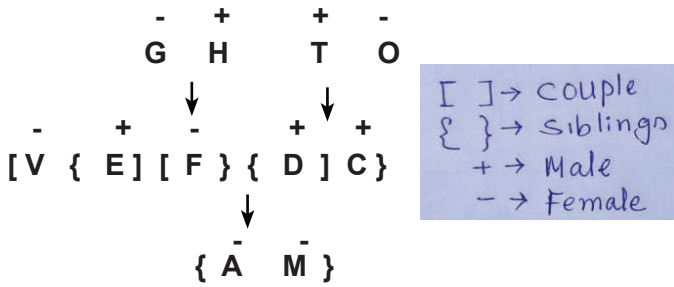 - + + -
G H T O
- + - + +
[ V { E ] [ F } { D ] C }
- -
{ A M }
[ ] → couple
{ } → siblings
+ → Male
- → Female